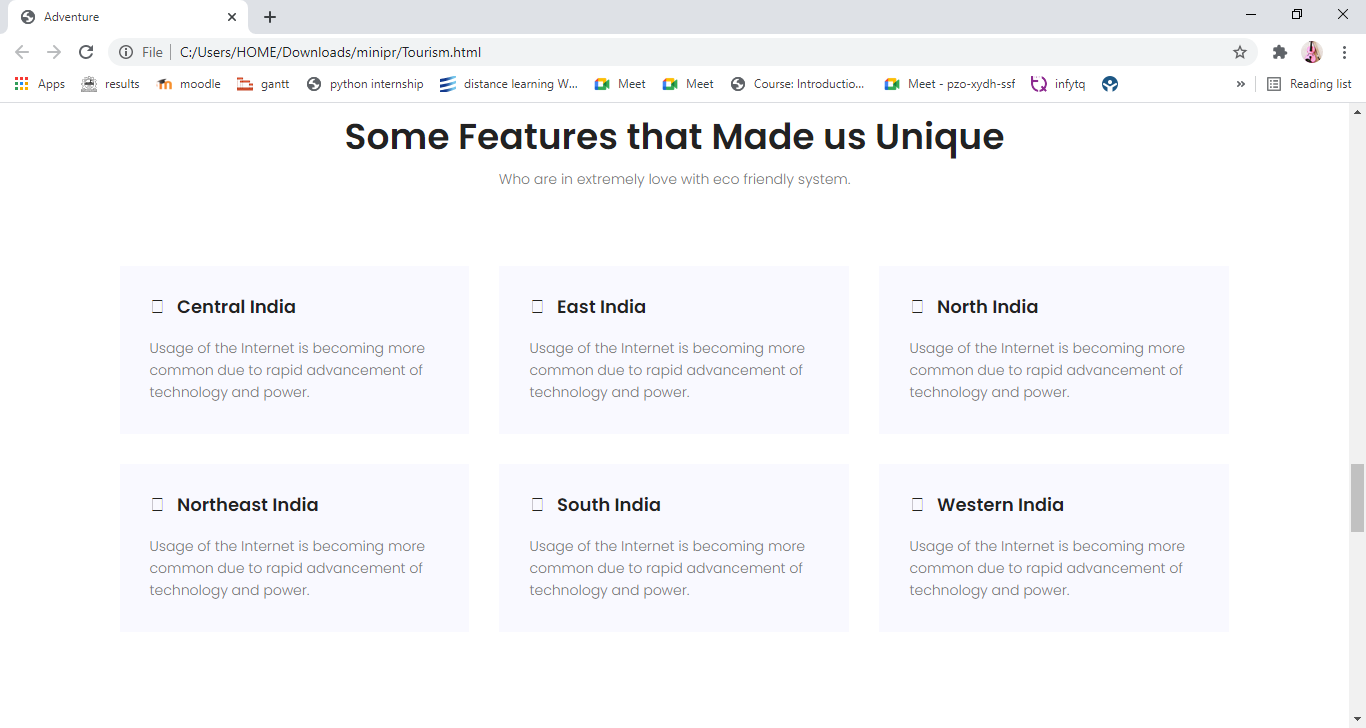 Adventure
File C:/Users/HOME/Downloads/minipr/Tourism.html
Apps results moodle gantt python internship distance learning W... Meet Meet Course: Introductio... Meet - pzo-xydh-ssf infytq » Reading list
Some Features that Made us Unique
Who are in extremely love with eco friendly system.
Central India East India North India
Usage of the Internet is becoming more Usage of the Internet is becoming more Usage of the Internet is becoming more
common due to rapid advancement of common due to rapid advancement of common due to rapid advancement of
technology and power. technology and power. technology and power.
Northeast India South India Western India
Usage of the Internet is becoming more Usage of the Internet is becoming more Usage of the Internet is becoming more
common due to rapid advancement of common due to rapid advancement of common due to rapid advancement of
technology and power. technology and power. technology and power.